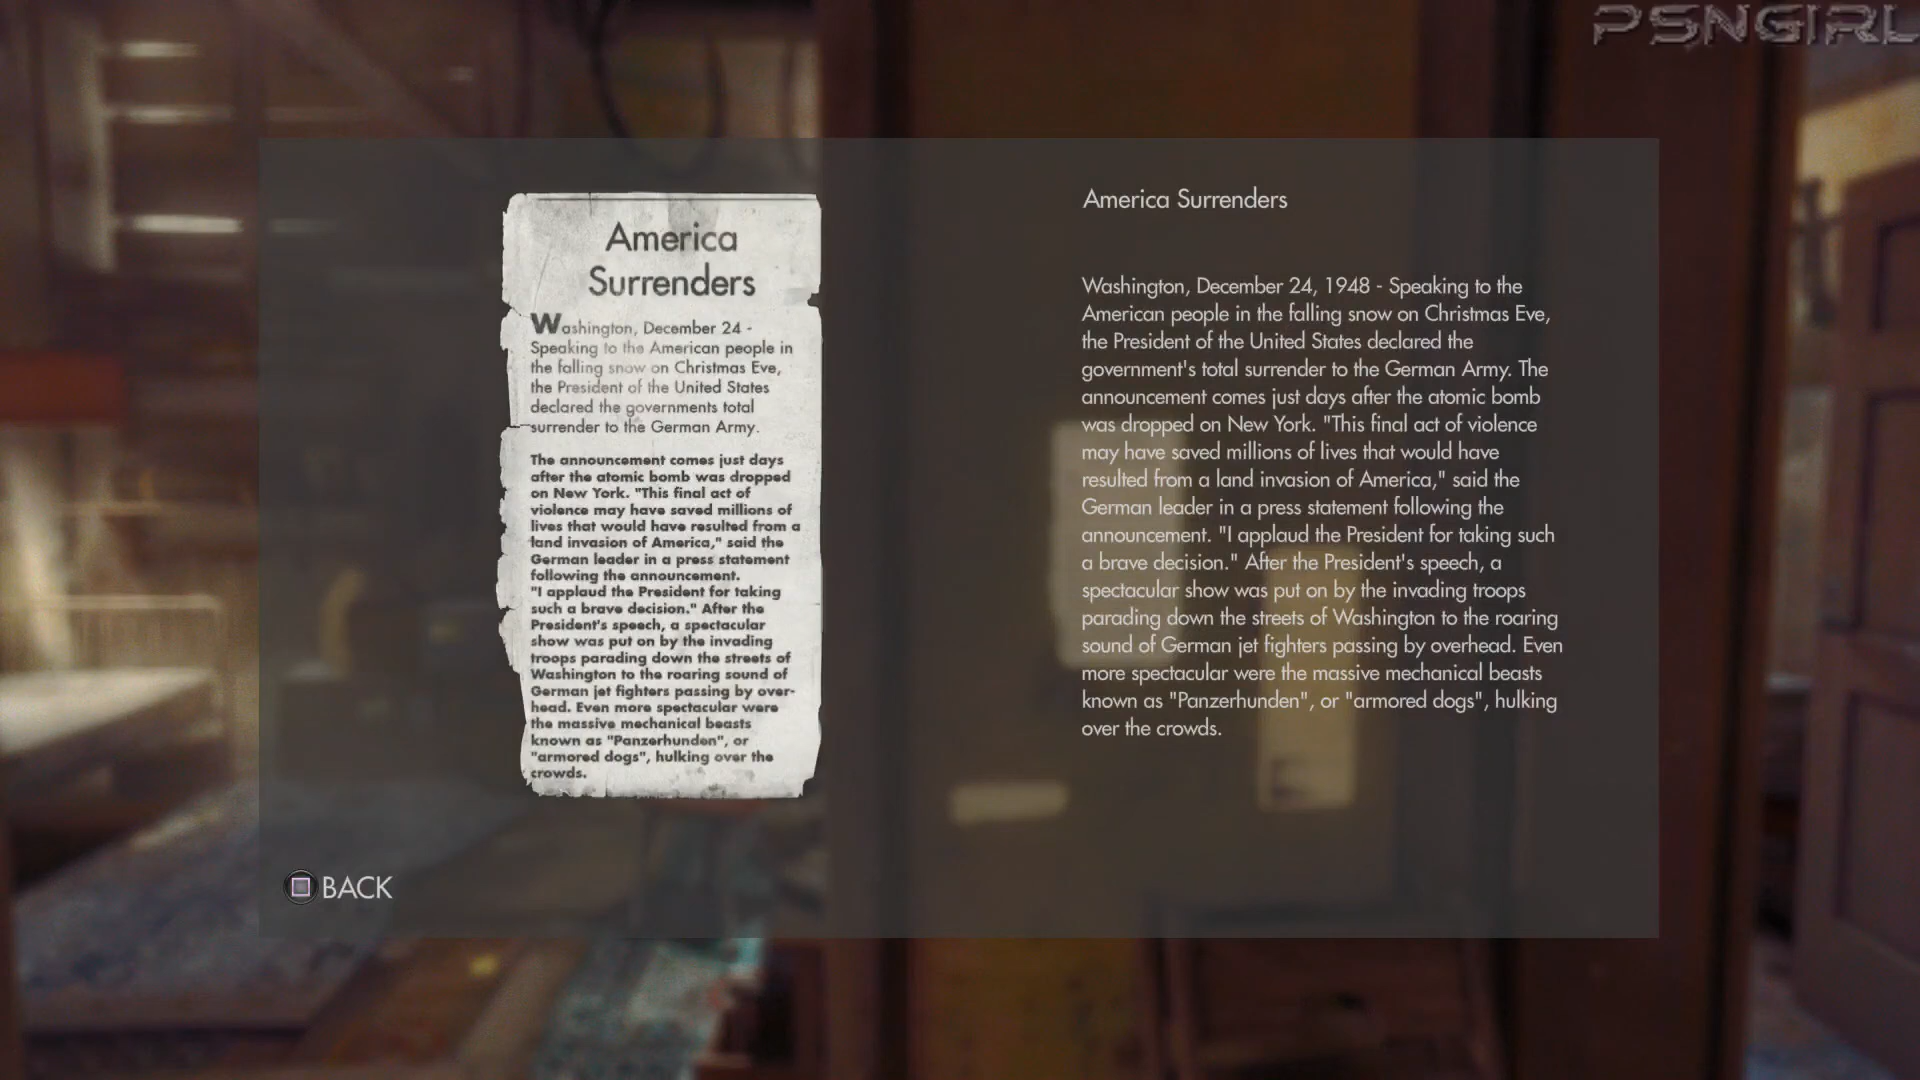 PSNGIRL
America
Surrenders
Washington, December 24 -
Speaking to the American people in
the falling snow on Christmas Eve,
the President of the United States
declared the governments total
surrender to the German Army.
The announcement comes just days
after the atomic bomb was dropped
on New York. "This final act of
violence may have saved millions of
lives that would have resulted from a
land invasion of America," said the
German leader in a press statement
following the announcement.
"I applaud the President for taking
such a brave decision." After the
President's speech, a spectacular
show was put on by the invading
troops parading down the streets of
Washington to the roaring sound of
German jet fighters passing by over-
head. Even more spectacular were
the massive mechanical beasts
known as "Panzerhunden", or
"armored dogs", hulking over the
crowds.
America Surrenders
Washington, December 24, 1948 - Speaking to the
American people in the falling snow on Christmas Eve,
the President of the United States declared the
government's total surrender to the German Army. The
announcement comes just days after the atomic bomb
was dropped on New York. "This final act of violence
may have saved millions of lives that would have
resulted from a land invasion of America," said the
German leader in a press statement following the
announcement. "I applaud the President for taking such
a brave decision." After the President's speech, a
spectacular show was put on by the invading troops
parading down the streets of Washington to the roaring
sound of German jet fighters passing by overhead. Even
more spectacular were the massive mechanical beasts
known as "Panzerhunden", or "armored dogs", hulking
over the crowds.
BACK